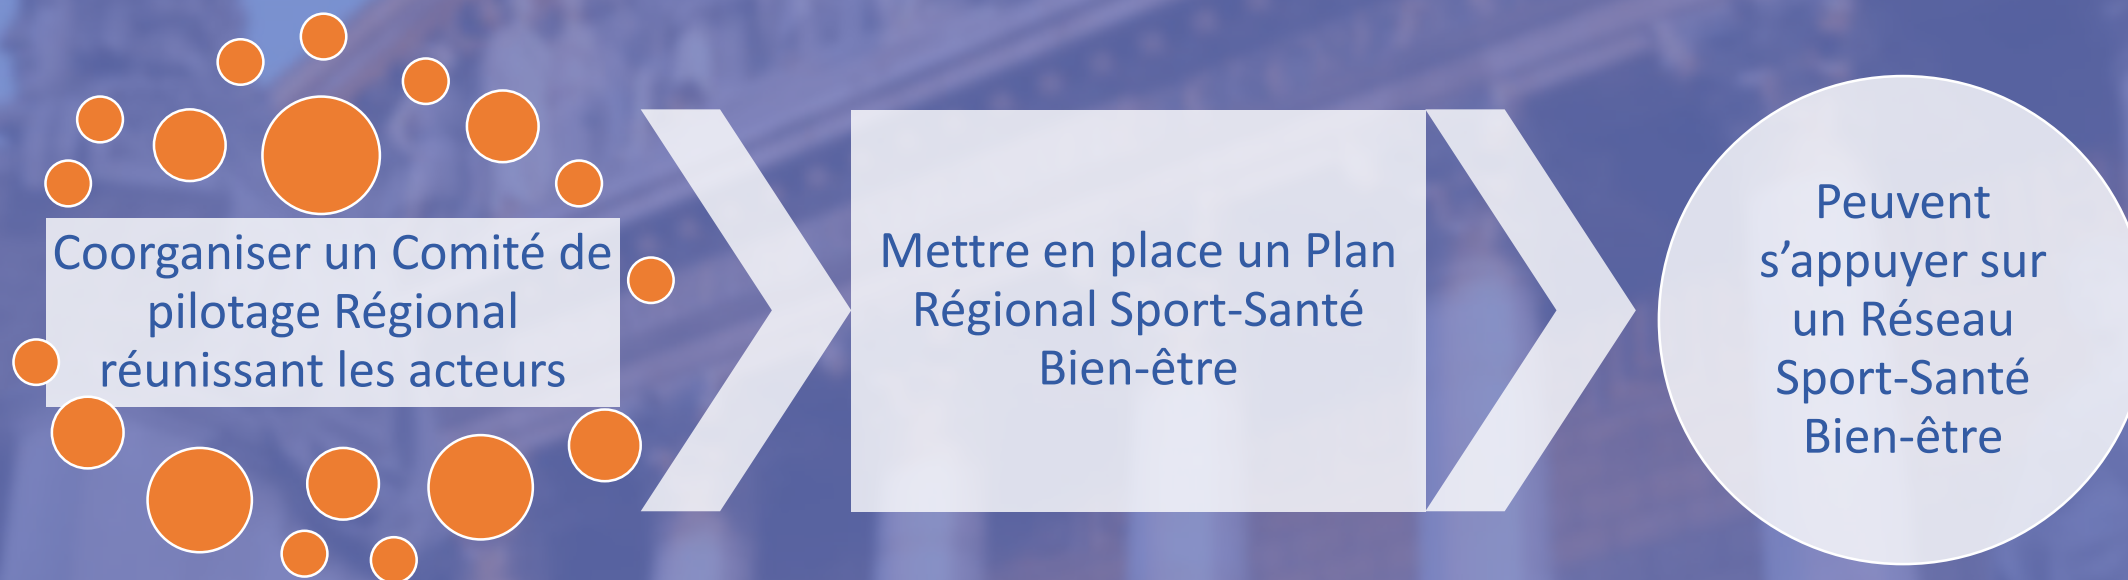 Coorganiser un Comité de
pilotage Régional
réunissant les acteurs
Mettre en place un Plan
Régional Sport-Santé
Bien-être
Peuvent
s’appuyer sur
un Réseau
Sport-Santé
Bien-être